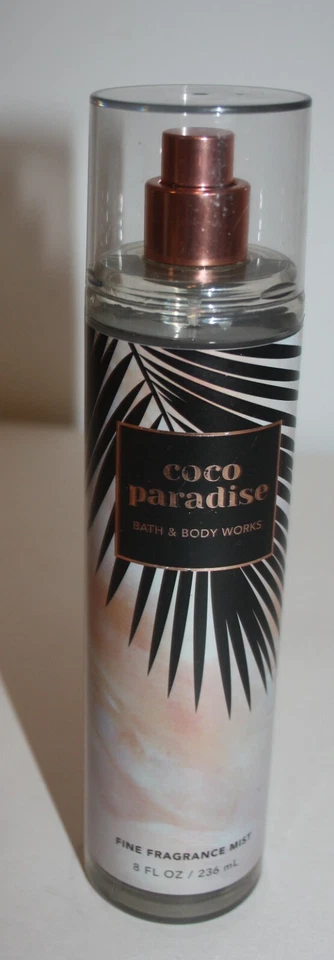 coco
paradise
BATH & BODY WORKS
FINE FRAGRANCE MIST
8 FL OZ / 236 mL